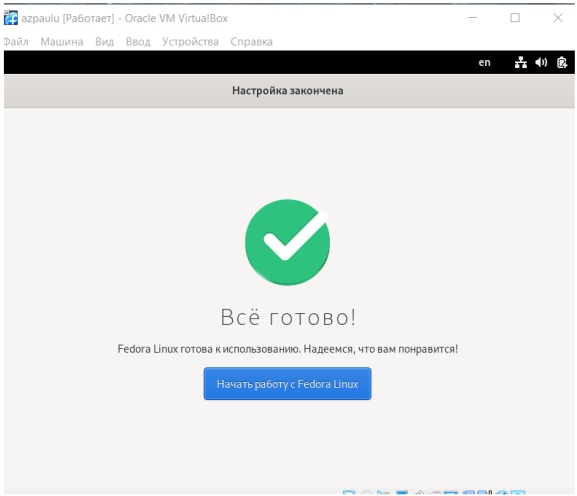 azpaulu [Работает] - Oracle VM VirtualBox
Файл Машина Вид Ввод Устройства Справка
en
Настройка закончена
Всё готово!
Fedora Linux готова к использованию. Надеемся, что вам понравится!
Начать работу с Fedora Linux